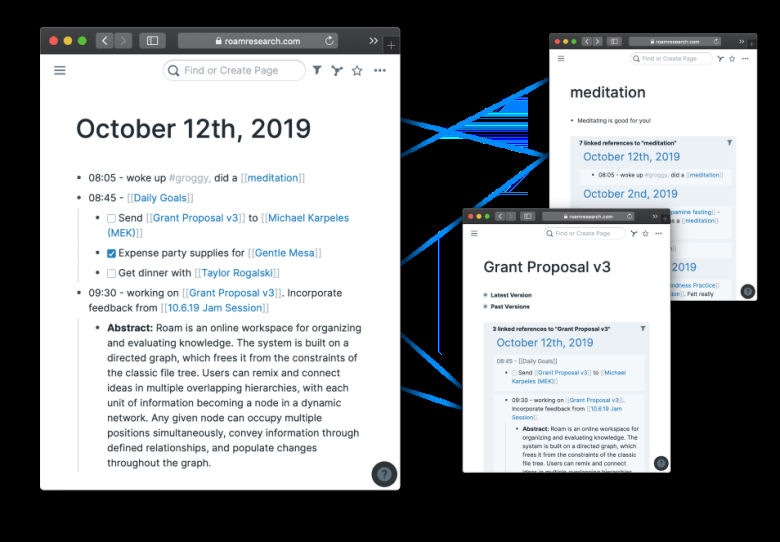 roamresearch.com
Find or Create Page
October 12th, 2019
08:05 - woke up #groggy, did a [[meditation]]
08:45 - [[Daily Goals]]
Send [[Grant Proposal v3]] to [[Michael Karpeles
(MEK)]]
Expense party supplies for [[Gentle Mesa]]
Get dinner with [[Taylor Rogalski]]
09:30 - working on [[Grant Proposal v3]]. Incorporate
feedback from [[10.6.19 Jam Session]]
Abstract: Roam is an online workspace for organizing
and evaluating knowledge. The system is built on a
directed graph, which frees it from the constraints of
the classic file tree. Users can remix and connect
ideas in multiple overlapping hierarchies, with each
unit of information becoming a node in a dynamic
network. Any given node can occupy multiple
positions simultaneously, convey information through
defined relationships, and populate changes
throughout the graph.
?
roamresearch.com
Find or Create Page
meditation
Meditating is good for you!
7 linked references to "meditation"
October 12th, 2019
08:05 - woke up #groggy, did a [[meditation]]
October 2nd, 2019
fasting]] -
as a [[meditation]]
2019
Practice]]
]]. Felt really
?
roamresearch.com
Find or Create Page
Grant Proposal v3
Latest Version
Past Versions
3 linked references to "Grant Proposal v3"
October 12th, 2019
08:45 - [[Daily Goals]]
Send [[Grant Proposal v3]] to [[Michael
Karpeles (MEK)]]
09:30 - working on [[Grant Proposal v3]].
Incorporate feedback from [[10.6.19 Jam
Session]]
Abstract: Roam is an online workspace for
organizing and evaluating knowledge. The
system is built on a directed graph, which
frees it from the constraints of the classic
file tree. Users can remix and connect
ideas in multiple overlapping hierarchies
?